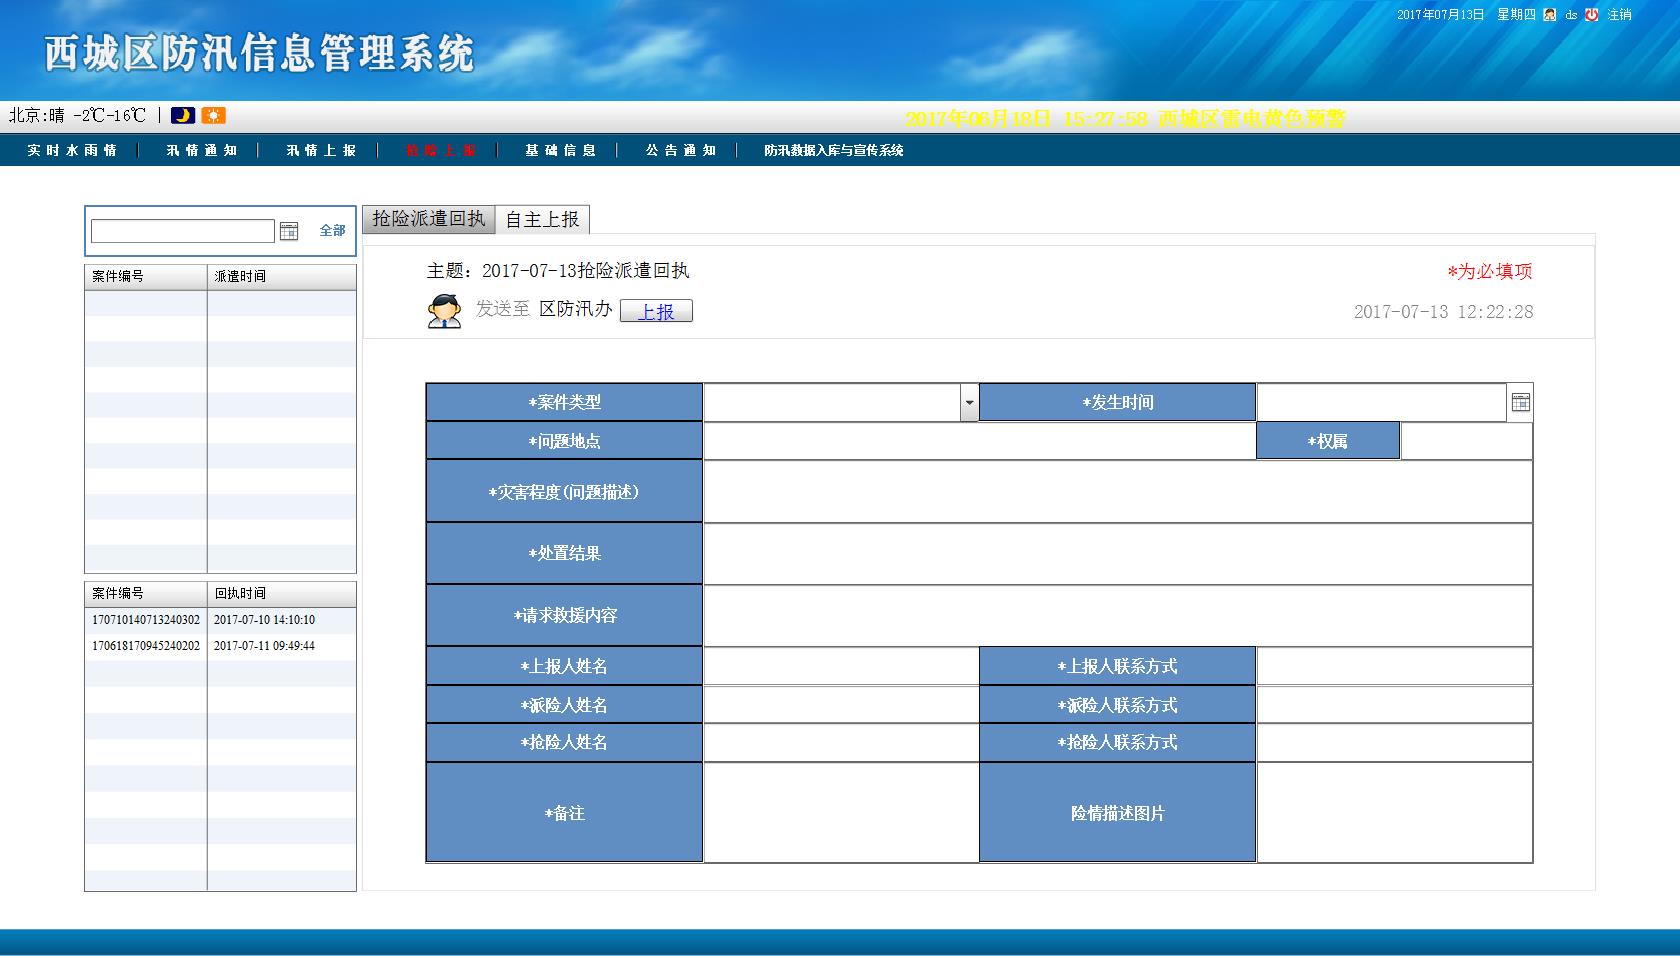 2017年07月13日 星期四 ds 注销
西城区防汛信息管理系统
北京:晴 -2℃-16℃ |
2017年06月18日 15:27:58 西城区雷电黄色预警
实时水雨情 | 汛情通知 | 汛情上报 | 抢险上报 | 基础信息 | 公告通知 | 防汛数据入库与宣传系统
全部
案件编号 派遣时间
案件编号 回执时间
170710140713240302 2017-07-10 14:10:10
170618170945240202 2017-07-11 09:49:44
抢险派遣回执 自主上报
主题：2017-07-13抢险派遣回执 *为必填项
发送至 区防汛办 上报 2017-07-13 12:22:28
*案件类型 *发生时间
*问题地点 *权属
*灾害程度(问题描述)
*处置结果
*请求救援内容
*上报人姓名 *上报人联系方式
*派险人姓名 *派险人联系方式
*抢险人姓名 *抢险人联系方式
*备注 险情描述图片